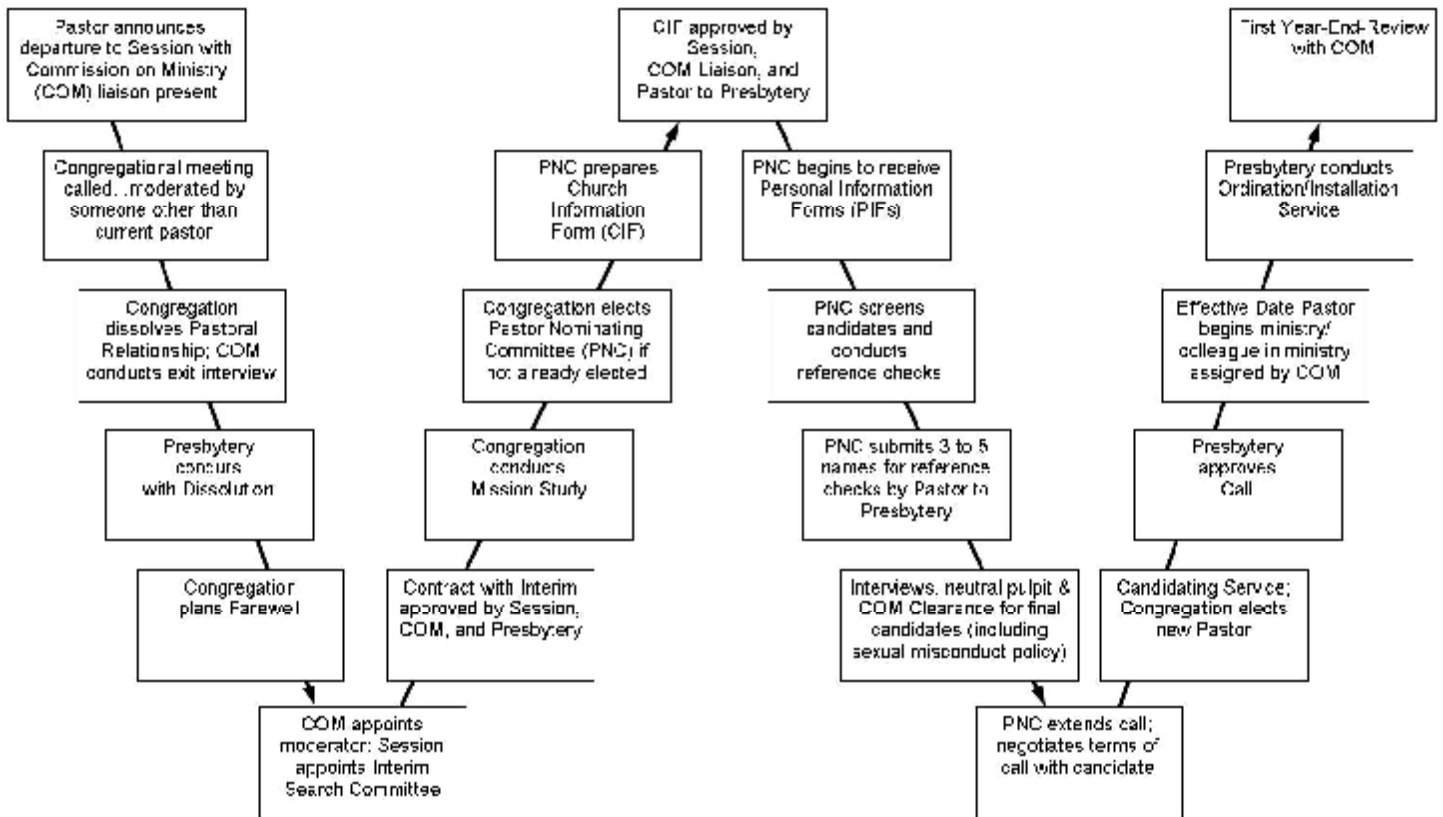 Pastor announces
departure to Session with
Commission on Ministry
(COM) liaison present
Congregational meeting
called...moderated by
someone other than
current pastor
Congregation
dissolves Pastoral
Relationship; COM
conducts exit interview
Presbytery
concurs
with Dissolution
Congregation
plans Farewell
COM appoints
moderator; Session
appoints Interim
Search Committee
Contract with Interim
approved by Session,
COM, and Presbytery
Congregation
conducts
Mission Study
Congregation elects
Pastor Nominating
Committee (PNC) if
not already elected
PNC prepares
Church
Information
Form (CIF)
CIF approved by
Session,
COM Liaison, and
Pastor to Presbytery
PNC begins to receive
Personal Information
Forms (PIFs)
PNC screens
candidates and
conducts
reference checks
PNC submits 3 to 5
names for reference
checks by Pastor to
Presbytery
Interviews, neutral pulpit &
COM Clearance for final
candidates (including
sexual misconduct policy)
PNC extends call;
negotiates terms of
call with candidate
Candidating Service;
Congregation elects
new Pastor
Presbytery
approves
Call
Effective Date Pastor
begins ministry/
colleague in ministry
assigned by COM
Presbytery conducts
Ordination/Installation
Service
First Year-End-Review
with COM